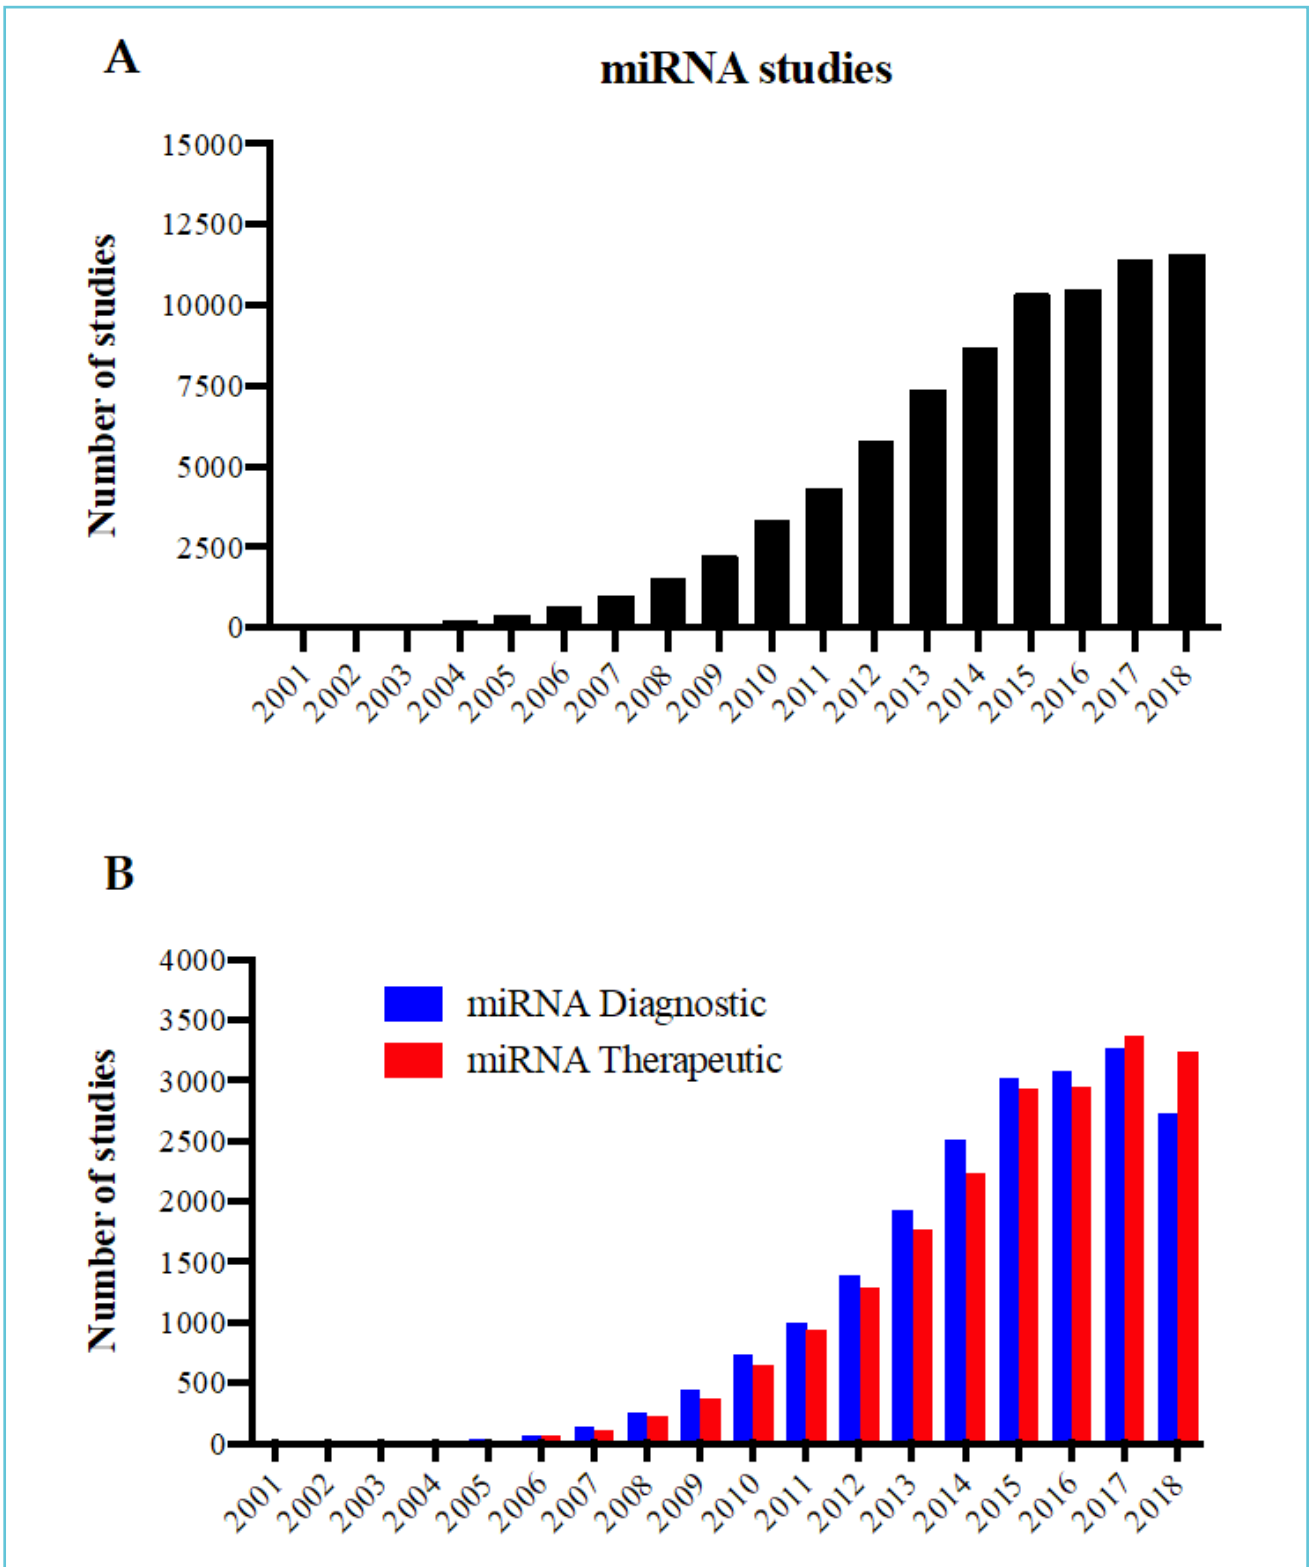 A
miRNA studies
Number of studies
15000
12500
10000
7500
5000
2500
0
2001 2002 2003 2004 2005 2006 2007 2008 2009 2010 2011 2012 2013 2014 2015 2016 2017 2018
B
Number of studies
4000
3500
3000
2500
2000
1500
1000
500
0
miRNA Diagnostic
miRNA Therapeutic
2001 2002 2003 2004 2005 2006 2007 2008 2009 2010 2011 2012 2013 2014 2015 2016 2017 2018